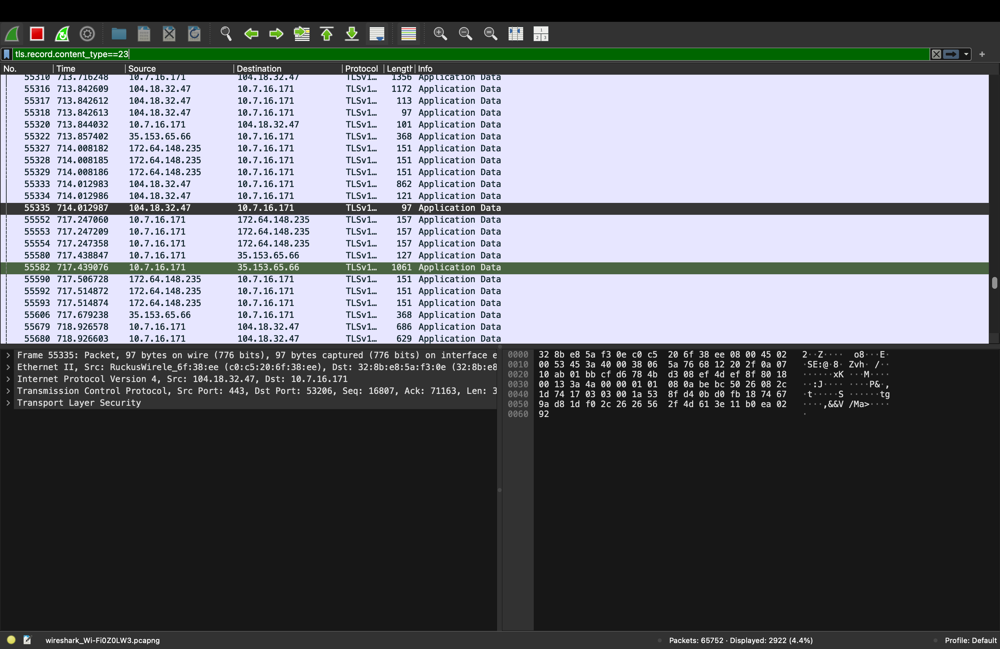 tls.record.content_type==23
No. Time Source Destination Protocol Length Info
55310 713.716248 10.7.16.171 104.18.32.47 TLSv1… 1356 Application Data
55316 713.842609 104.18.32.47 10.7.16.171 TLSv1… 1172 Application Data
55317 713.842612 104.18.32.47 10.7.16.171 TLSv1… 113 Application Data
55318 713.842613 104.18.32.47 10.7.16.171 TLSv1… 97 Application Data
55320 713.844032 10.7.16.171 104.18.32.47 TLSv1… 101 Application Data
55322 713.857402 35.153.65.66 10.7.16.171 TLSv1… 368 Application Data
55327 714.008182 172.64.148.235 10.7.16.171 TLSv1… 151 Application Data
55328 714.008185 172.64.148.235 10.7.16.171 TLSv1… 151 Application Data
55329 714.008186 172.64.148.235 10.7.16.171 TLSv1… 151 Application Data
55333 714.012983 104.18.32.47 10.7.16.171 TLSv1… 862 Application Data
55334 714.012986 104.18.32.47 10.7.16.171 TLSv1… 121 Application Data
55335 714.012987 104.18.32.47 10.7.16.171 TLSv1… 97 Application Data
55552 717.247060 10.7.16.171 172.64.148.235 TLSv1… 157 Application Data
55553 717.247209 10.7.16.171 172.64.148.235 TLSv1… 157 Application Data
55554 717.247358 10.7.16.171 172.64.148.235 TLSv1… 157 Application Data
55580 717.438847 10.7.16.171 35.153.65.66 TLSv1… 127 Application Data
55582 717.439076 10.7.16.171 35.153.65.66 TLSv1… 1061 Application Data
55590 717.506728 172.64.148.235 10.7.16.171 TLSv1… 151 Application Data
55592 717.514872 172.64.148.235 10.7.16.171 TLSv1… 151 Application Data
55593 717.514874 172.64.148.235 10.7.16.171 TLSv1… 151 Application Data
55606 717.679238 35.153.65.66 10.7.16.171 TLSv1… 368 Application Data
55679 718.926578 10.7.16.171 104.18.32.47 TLSv1… 686 Application Data
55680 718.926603 10.7.16.171 104.18.32.47 TLSv1… 629 Application Data
Frame 55335: Packet, 97 bytes on wire (776 bits), 97 bytes captured (776 bits) on interface e
Ethernet II, Src: RuckusWirele_6f:38:ee (c0:c5:20:6f:38:ee), Dst: 32:8b:e8:5a:f3:0e (32:8b:e8
Internet Protocol Version 4, Src: 104.18.32.47, Dst: 10.7.16.171
Transmission Control Protocol, Src Port: 443, Dst Port: 53206, Seq: 16807, Ack: 71163, Len: 3
Transport Layer Security
0000 32 8b e8 5a f3 0e c0 c5 20 6f 38 ee 08 00 45 02 2··Z···· o8···E·
0010 00 53 45 3a 40 00 38 06 5a 76 68 12 20 2f 0a 07 ·SE:@·8· Zvh· /··
0020 10 ab 01 bb cf d6 78 4b d3 08 ef 4d ef 8f 80 18 ······xK ···M····
0030 00 13 3a 4a 00 00 01 01 08 0a be bc 50 26 08 2c ··:J···· ····P&·,
0040 1d 74 17 03 03 00 1a 53 8f d4 0b d0 fb 18 74 67 ·t·····S ······tg
0050 9a d8 1d f0 2c 26 26 56 2f 4d 61 3e 11 b0 ea 02 ····,&&V /Ma>····
0060 92 ·
wireshark_Wi-Fi0Z0LW3.pcapng Packets: 65752 · Displayed: 2922 (4.4%) Profile: Default